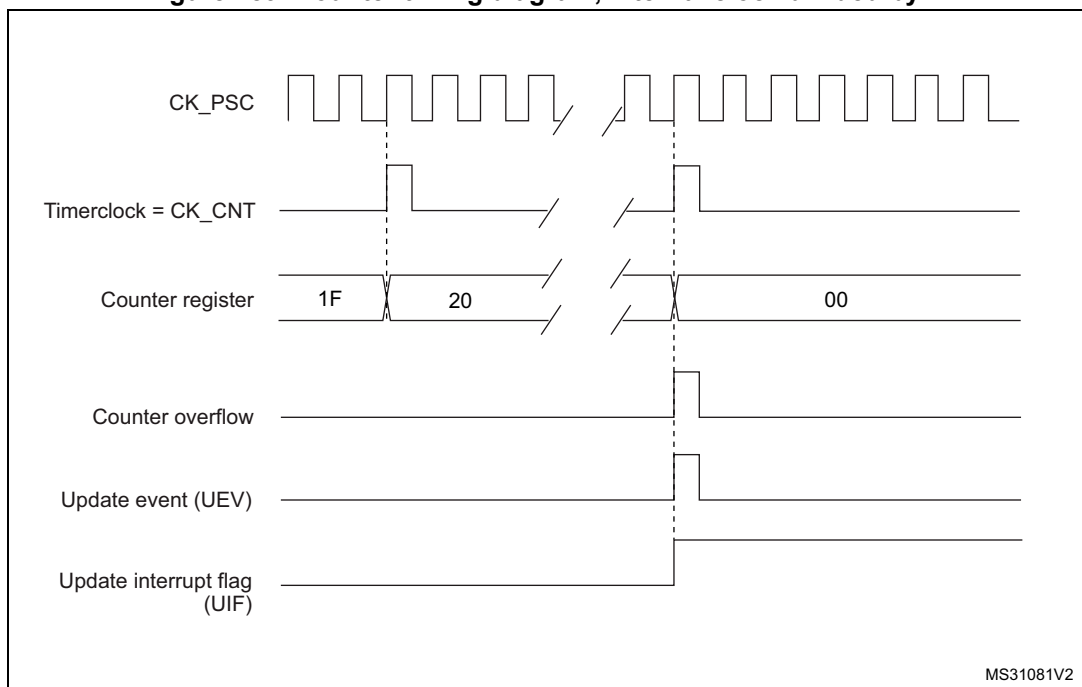 CK_PSC
Timerclock = CK_CNT
Counter register
1F
20
00
Counter overflow
Update event (UEV)
Update interrupt flag
(UIF)
MS31081V2